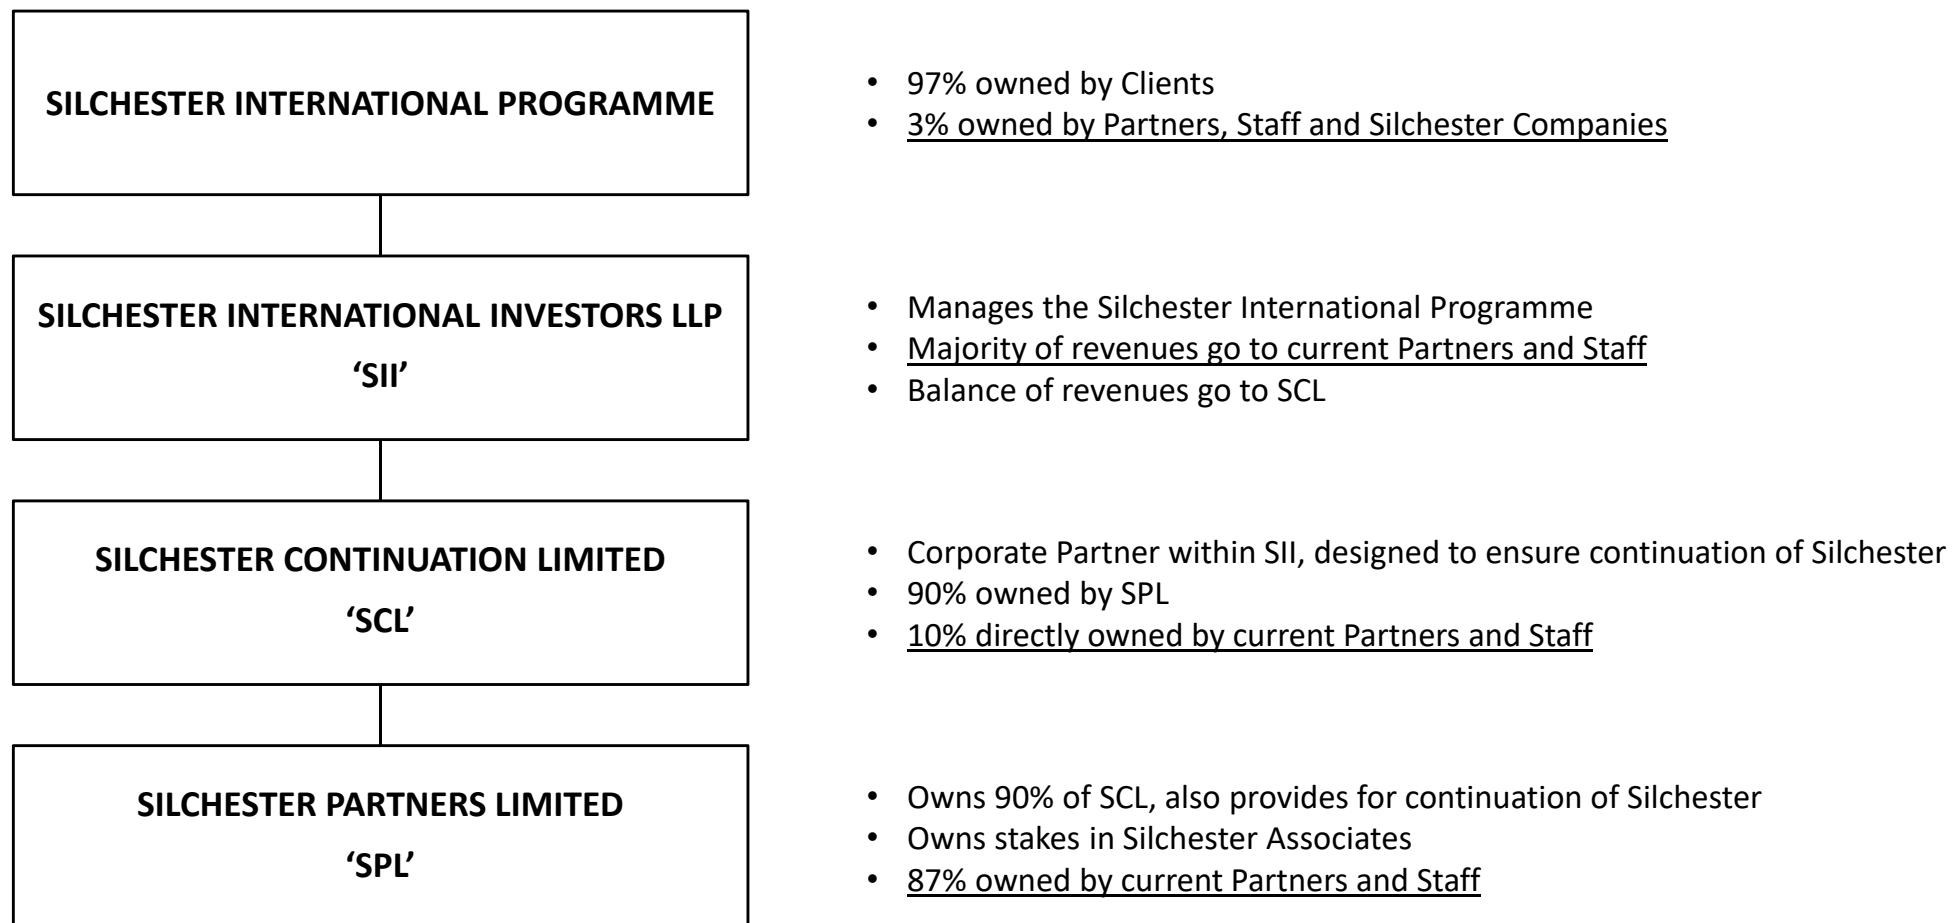 SILCHESTER INTERNATIONAL PROGRAMME
• 97% owned by Clients
• 3% owned by Partners, Staff and Silchester Companies
SILCHESTER INTERNATIONAL INVESTORS LLP
‘SII’
• Manages the Silchester International Programme
• Majority of revenues go to current Partners and Staff
• Balance of revenues go to SCL
SILCHESTER CONTINUATION LIMITED
‘SCL’
• Corporate Partner within SII, designed to ensure continuation of Silchester
• 90% owned by SPL
• 10% directly owned by current Partners and Staff
SILCHESTER PARTNERS LIMITED
‘SPL’
• Owns 90% of SCL, also provides for continuation of Silchester
• Owns stakes in Silchester Associates
• 87% owned by current Partners and Staff